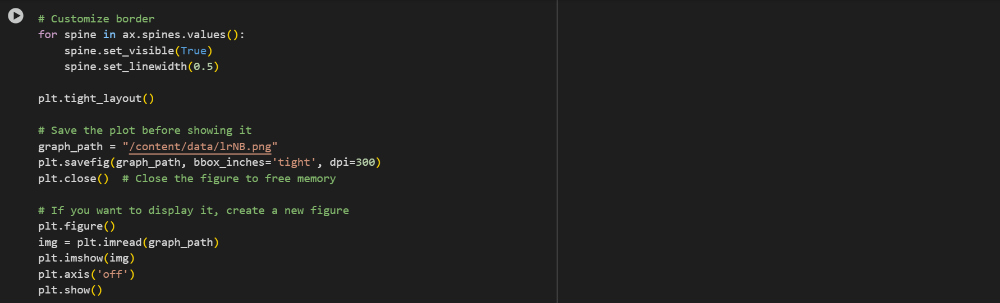 # Customize border
for spine in ax.spines.values():
    spine.set_visible(True)
    spine.set_linewidth(0.5)

plt.tight_layout()

# Save the plot before showing it
graph_path = "/content/data/lrNB.png"
plt.savefig(graph_path, bbox_inches='tight', dpi=300)
plt.close()  # Close the figure to free memory

# If you want to display it, create a new figure
plt.figure()
img = plt.imread(graph_path)
plt.imshow(img)
plt.axis('off')
plt.show()